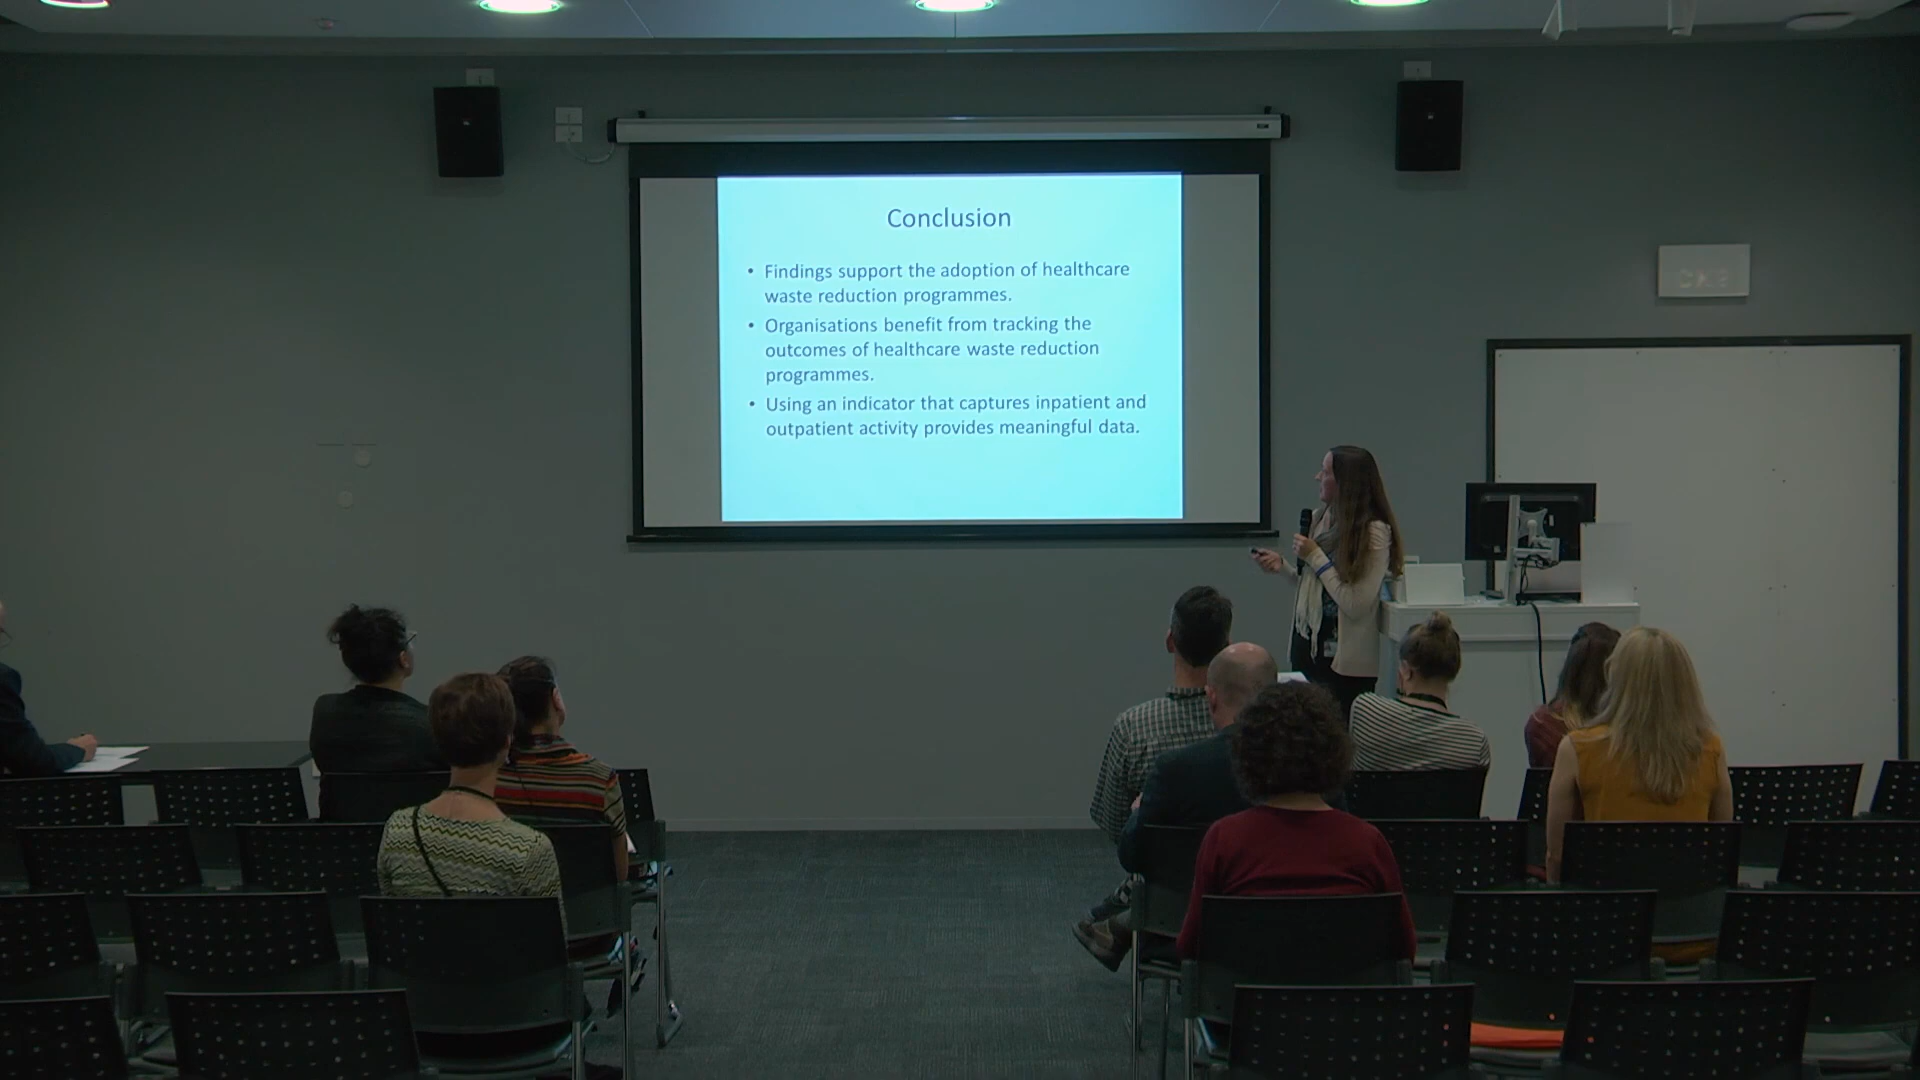 Conclusion
• Findings support the adoption of healthcare
waste reduction programmes.
• Organisations benefit from tracking the
outcomes of healthcare waste reduction
programmes.
• Using an indicator that captures inpatient and
outpatient activity provides meaningful data.